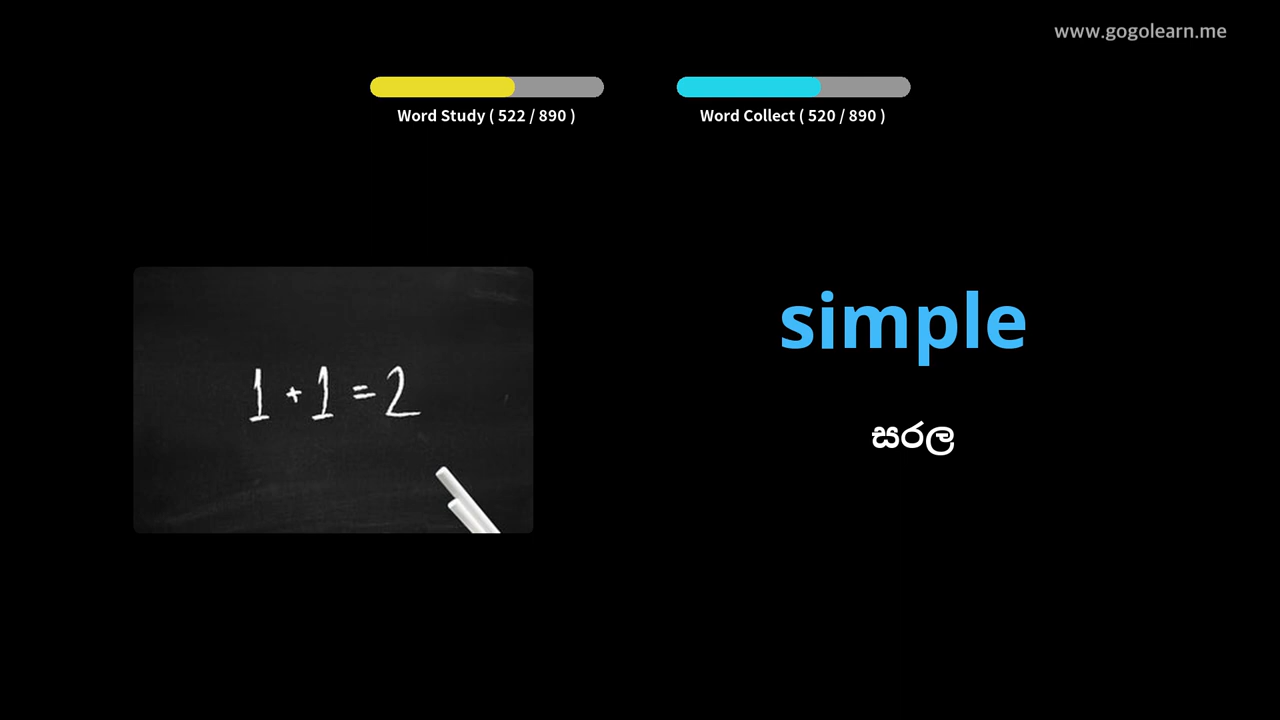 www.gogolearn.me
Word Study ( 522 / 890 )
Word Collect ( 520 / 890 )
1 + 1 = 2
simple
සරල